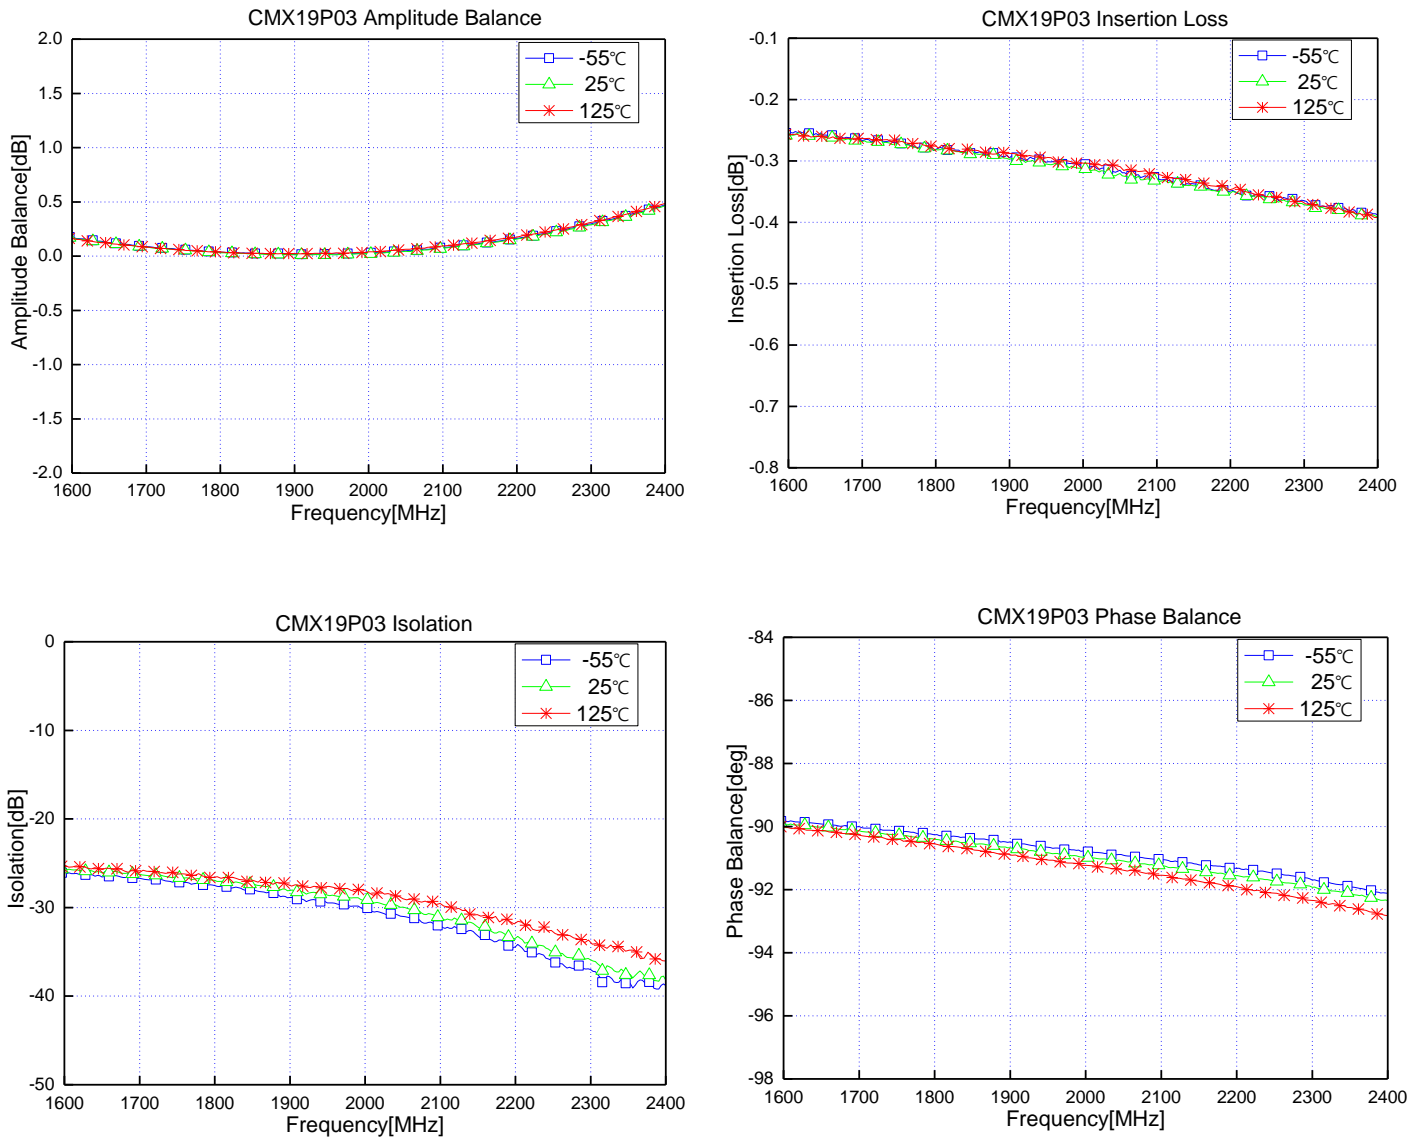 CMX19P03 Amplitude Balance
2.0
1.5
1.0
0.5
0.0
-0.5
-1.0
-1.5
-2.0
Amplitude Balance[dB]
-55℃
25℃
125℃
1600 1700 1800 1900 2000 2100 2200 2300 2400
Frequency[MHz]
CMX19P03 Insertion Loss
-0.1
-0.2
-0.3
-0.4
-0.5
-0.6
-0.7
-0.8
Insertion Loss[dB]
-55℃
25℃
125℃
1600 1700 1800 1900 2000 2100 2200 2300 2400
Frequency[MHz]
CMX19P03 Isolation
0
-10
-20
-30
-40
-50
Isolation[dB]
-55℃
25℃
125℃
1600 1700 1800 1900 2000 2100 2200 2300 2400
Frequency[MHz]
CMX19P03 Phase Balance
-84
-86
-88
-90
-92
-94
-96
-98
Phase Balance[deg]
-55℃
25℃
125℃
1600 1700 1800 1900 2000 2100 2200 2300 2400
Frequency[MHz]